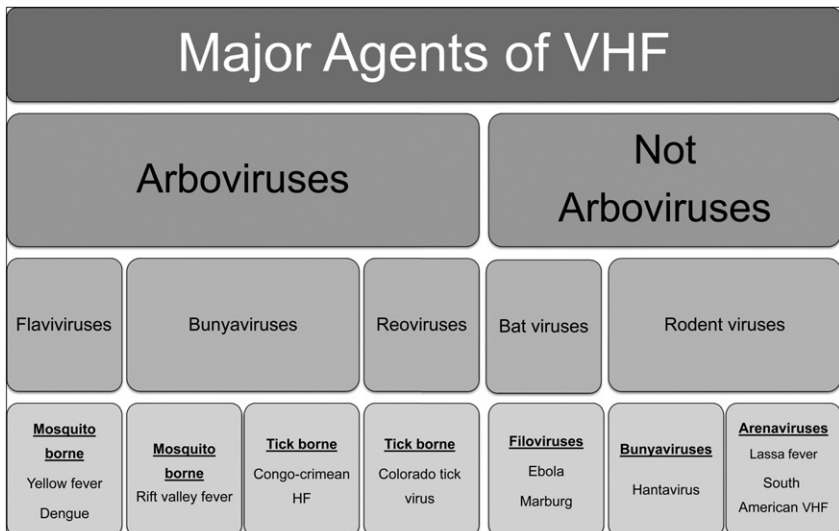 Major Agents of VHF
Arboviruses
Not
Arboviruses
Flaviviruses
Bunyaviruses
Reoviruses
Bat viruses
Rodent viruses
Mosquito
borne
Yellow fever
Dengue
Mosquito
borne
Rift valley fever
Tick borne
Congo-crimean
HF
Tick borne
Colorado tick
virus
Filoviruses
Ebola
Marburg
Bunyaviruses
Hantavirus
Arenaviruses
Lassa fever
South
American VHF